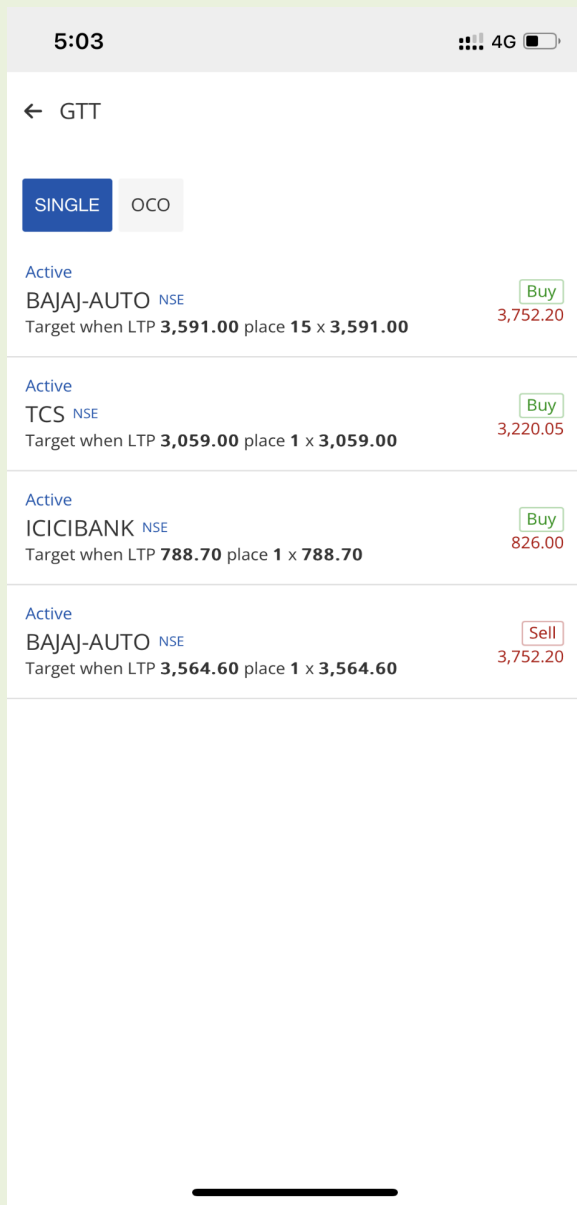 5:03 4G
← GTT
SINGLE OCO
Active
BAJAJ-AUTO NSE Buy
Target when LTP 3,591.00 place 15 x 3,591.00 3,752.20
Active
TCS NSE Buy
Target when LTP 3,059.00 place 1 x 3,059.00 3,220.05
Active
ICICIBANK NSE Buy
Target when LTP 788.70 place 1 x 788.70 826.00
Active
BAJAJ-AUTO NSE Sell
Target when LTP 3,564.60 place 1 x 3,564.60 3,752.20